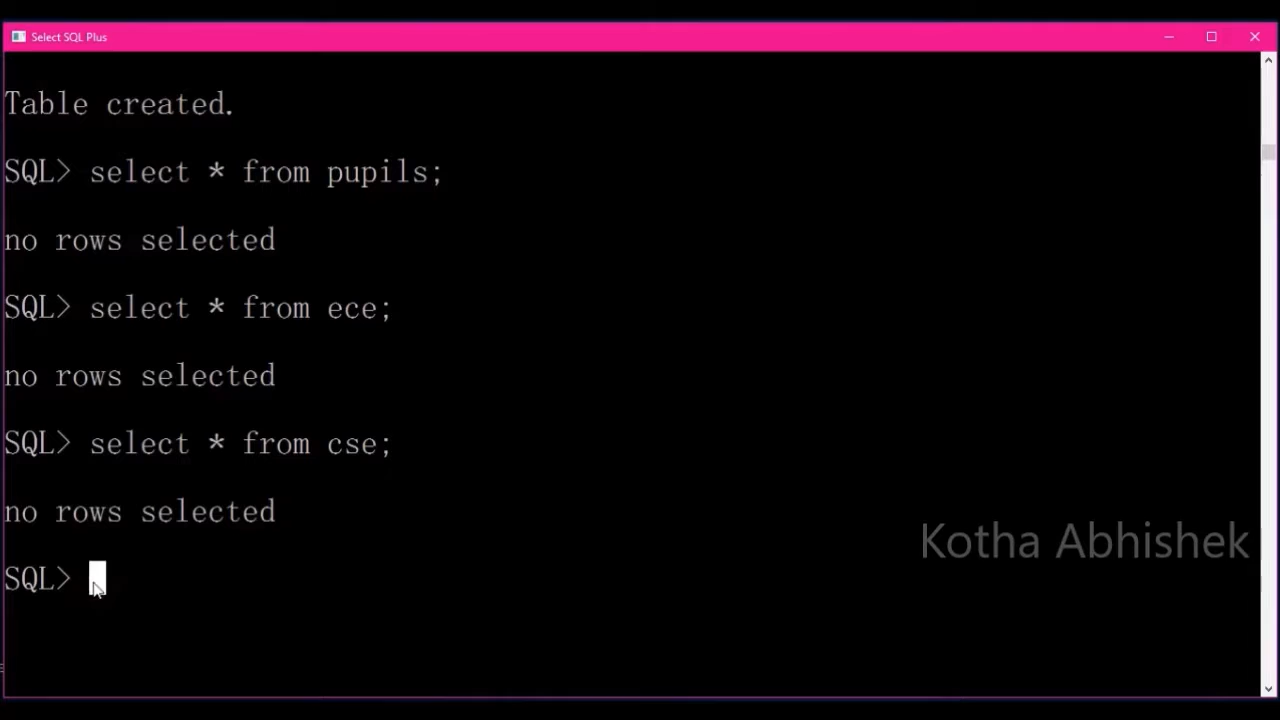 Select SQL Plus
Table created.
SQL> select * from pupils;
no rows selected
SQL> select * from ece;
no rows selected
SQL> select * from cse;
no rows selected
Kotha Abhishek
SQL>